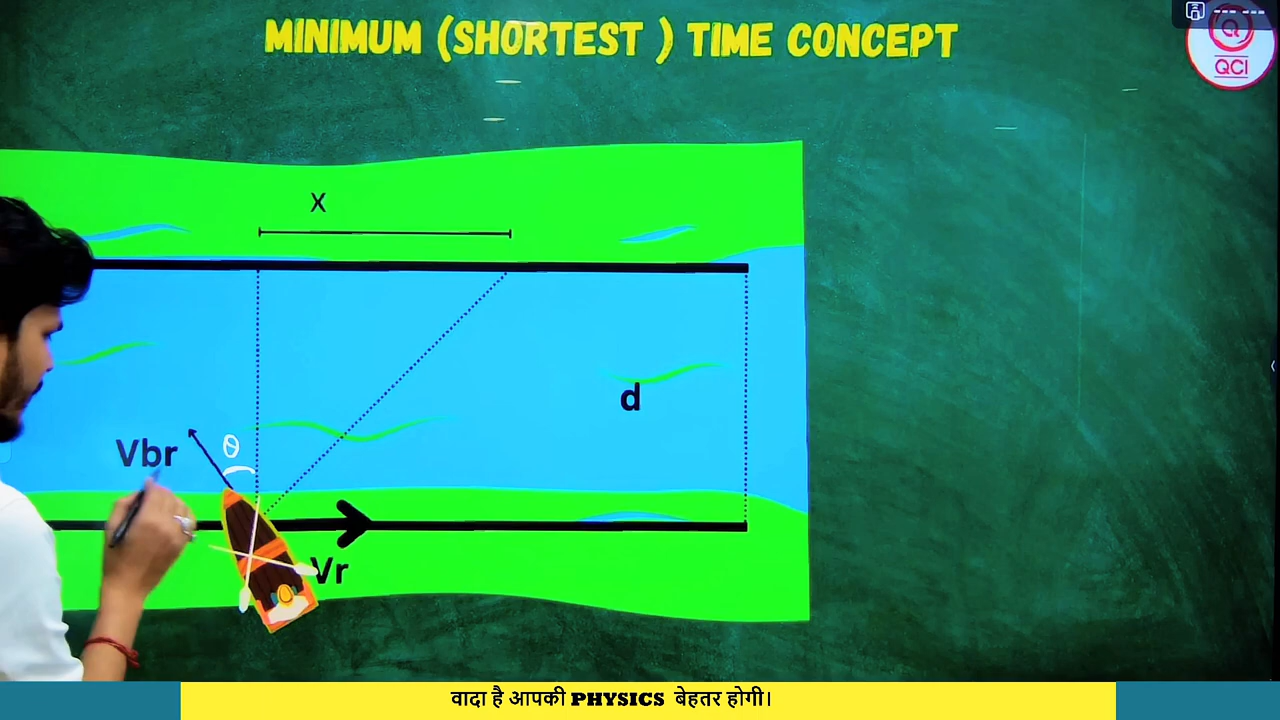 MINIMUM (SHORTEST ) TIME CONCEPT
QCI
X
d
θ
Vbr
Vr
वादा है आपकी PHYSICS बेहतर होगी।